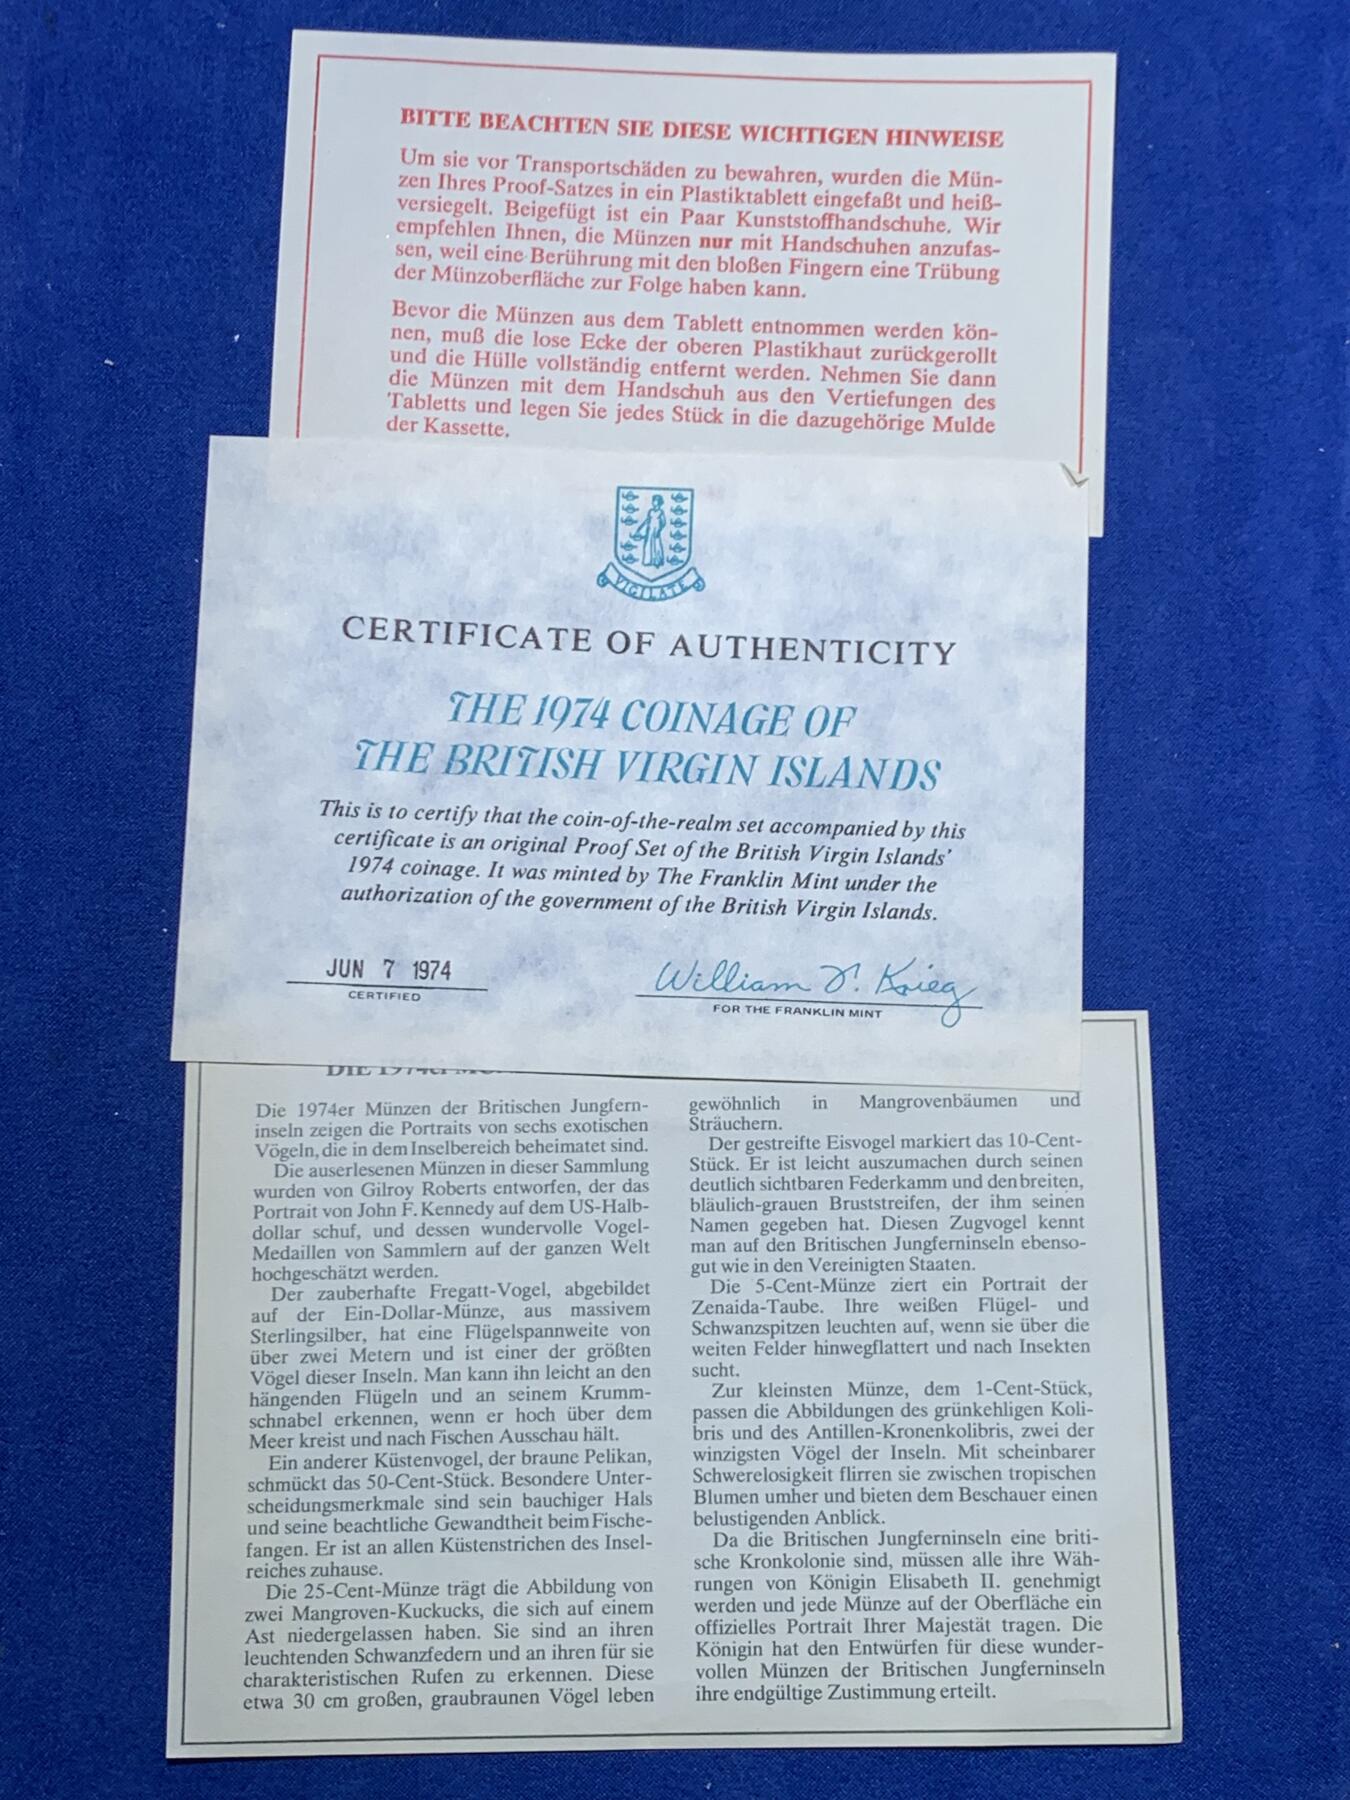 BITTE BEACHTEN SIE DIESE WICHTIGEN HINWEISE
Um sie vor Transportschäden zu bewahren, wurden die Mün-
zen Ihres Proof-Satzes in ein Plastiktablett eingefaßt und heiß-
versiegelt. Beigefügt ist ein Paar Kunststoffhandschuhe. Wir
empfehlen Ihnen, die Münzen nur mit Handschuhen anzufas-
sen, weil eine Berührung mit den bloßen Fingern eine Trübung
der Münzoberfläche zur Folge haben kann.
Bevor die Münzen aus dem Tablett entnommen werden kön-
nen, muß die lose Ecke der oberen Plastikhaut zurückgerollt
und die Hülle vollständig entfernt werden. Nehmen Sie dann
die Münzen mit dem Handschuh aus den Vertiefungen des
Tabletts und legen Sie jedes Stück in die dazugehörige Mulde
der Kassette.
VIGILATE
CERTIFICATE OF AUTHENTICITY
THE 1974 COINAGE OF
THE BRITISH VIRGIN ISLANDS
This is to certify that the coin-of-the-realm set accompanied by this
certificate is an original Proof Set of the British Virgin Islands'
1974 coinage. It was minted by The Franklin Mint under the
authorization of the government of the British Virgin Islands.
JUN 7 1974
CERTIFIED
William T. Krieg
FOR THE FRANKLIN MINT
DIE 1974er
Die 1974er Münzen der Britischen Jungfern-
inseln zeigen die Portraits von sechs exotischen
Vögeln, die in dem Inselbereich beheimatet sind.
Die auserlesenen Münzen in dieser Sammlung
wurden von Gilroy Roberts entworfen, der das
Portrait von John F. Kennedy auf dem US-Halb-
dollar schuf, und dessen wundervolle Vogel-
Medaillen von Sammlern auf der ganzen Welt
hochgeschätzt werden.
Der zauberhafte Fregatt-Vogel, abgebildet
auf der Ein-Dollar-Münze, aus massivem
Sterlingsilber, hat eine Flügelspannweite von
über zwei Metern und ist einer der größten
Vögel dieser Inseln. Man kann ihn leicht an den
hängenden Flügeln und an seinem Krumm-
schnabel erkennen, wenn er hoch über dem
Meer kreist und nach Fischen Ausschau hält.
Ein anderer Küstenvogel, der braune Pelikan,
schmückt das 50-Cent-Stück. Besondere Unter-
scheidungsmerkmale sind sein bauchiger Hals
und seine beachtliche Gewandtheit beim Fische-
fangen. Er ist an allen Küstenstrichen des Insel-
reiches zuhause.
Die 25-Cent-Münze trägt die Abbildung von
zwei Mangroven-Kuckucks, die sich auf einem
Ast niedergelassen haben. Sie sind an ihren
leuchtenden Schwanzfedern und an ihren für sie
charakteristischen Rufen zu erkennen. Diese
etwa 30 cm großen, graubraunen Vögel leben
gewöhnlich in Mangrovenbäumen und
Sträuchern.
Der gestreifte Eisvogel markiert das 10-Cent-
Stück. Er ist leicht auszumachen durch seinen
deutlich sichtbaren Federkamm und den breiten,
bläulich-grauen Bruststreifen, der ihm seinen
Namen gegeben hat. Diesen Zugvogel kennt
man auf den Britischen Jungferninseln ebenso-
gut wie in den Vereinigten Staaten.
Die 5-Cent-Münze ziert ein Portrait der
Zenaida-Taube. Ihre weißen Flügel- und
Schwanzspitzen leuchten auf, wenn sie über die
weiten Felder hinwegflattert und nach Insekten
sucht.
Zur kleinsten Münze, dem 1-Cent-Stück,
passen die Abbildungen des grünkehligen Koli-
bris und des Antillen-Kronenkolibris, zwei der
winzigsten Vögel der Inseln. Mit scheinbarer
Schwerelosigkeit flirren sie zwischen tropischen
Blumen umher und bieten dem Beschauer einen
belustigenden Anblick.
Da die Britischen Jungferninseln eine briti-
sche Kronkolonie sind, müssen alle ihre Wäh-
rungen von Königin Elisabeth II. genehmigt
werden und jede Münze auf der Oberfläche ein
offizielles Portrait Ihrer Majestät tragen. Die
Königin hat den Entwürfen für diese wunder-
vollen Münzen der Britischen Jungferninseln
ihre endgültige Zustimmung erteilt.